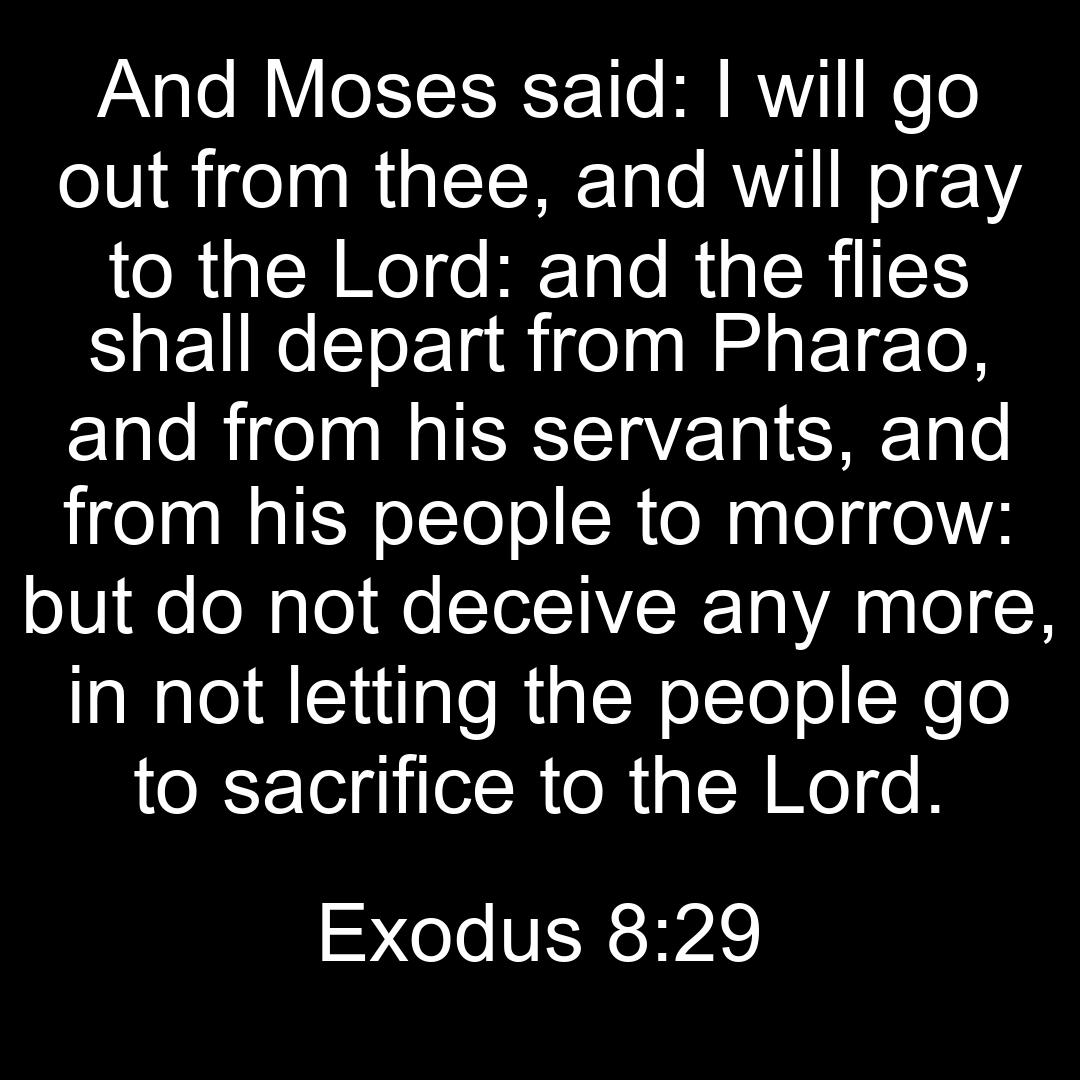 And Moses said: I will go
out from thee, and will pray
to the Lord: and the flies
shall depart from Pharao,
and from his servants, and
from his people to morrow:
but do not deceive any more,
in not letting the people go
to sacrifice to the Lord.
Exodus 8:29